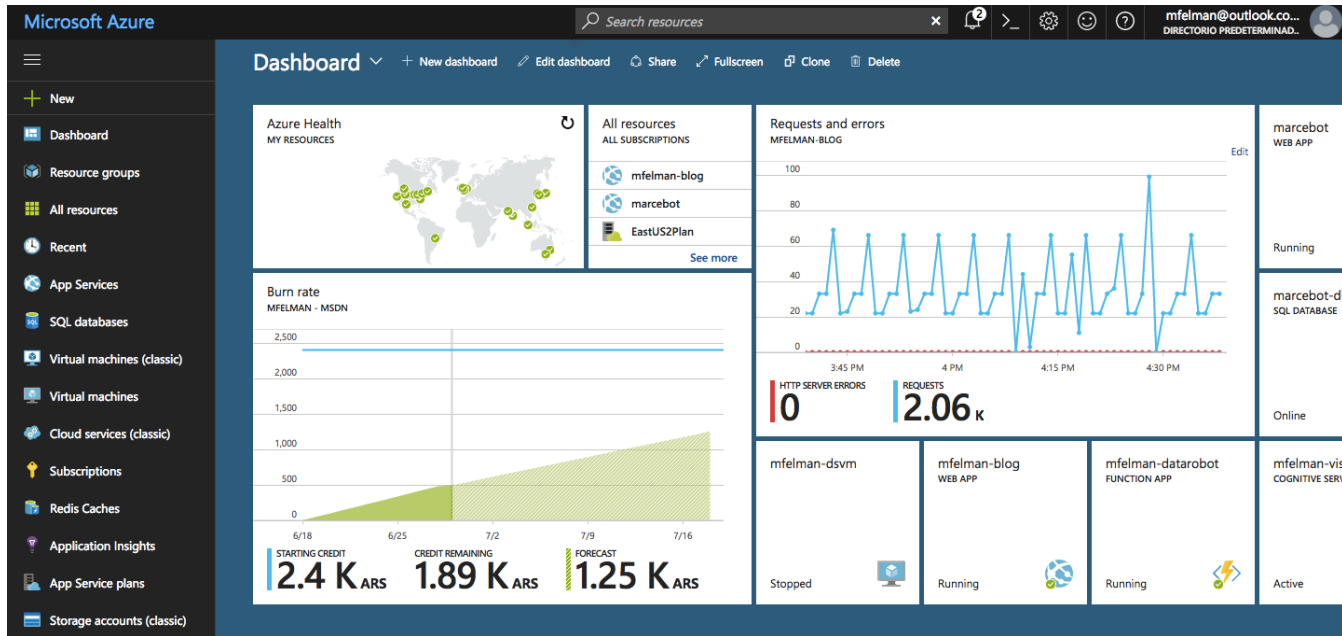 Microsoft Azure
Search resources
2
mfelman@outlook.co...
DIRECTORIO PREDETERMINAD..
New
Dashboard
Resource groups
All resources
Recent
App Services
SQL databases
Virtual machines (classic)
Virtual machines
Cloud services (classic)
Subscriptions
Redis Caches
Application Insights
App Service plans
Storage accounts (classic)
Dashboard
New dashboard
Edit dashboard
Share
Fullscreen
Clone
Delete
Azure Health
MY RESOURCES
All resources
ALL SUBSCRIPTIONS
mfelman-blog
marcebot
EastUS2Plan
See more
Requests and errors
MFELMAN-BLOG
Edit
100
80
60
40
20
0
3:45 PM 4 PM 4:15 PM 4:30 PM
HTTP SERVER ERRORS
0
REQUESTS
2.06 K
marcebot
WEB APP
Running
marcebot-d
SQL DATABASE
Online
Burn rate
MFELMAN - MSDN
2,500
2,000
1,500
1,000
500
0
6/18 6/25 7/2 7/9 7/16
STARTING CREDIT
2.4 K ARS
CREDIT REMAINING
1.89 K ARS
FORECAST
1.25 K ARS
mfelman-dsvm
Stopped
mfelman-blog
WEB APP
Running
mfelman-datarobot
FUNCTION APP
Running
mfelman-vis
COGNITIVE SERV
Active